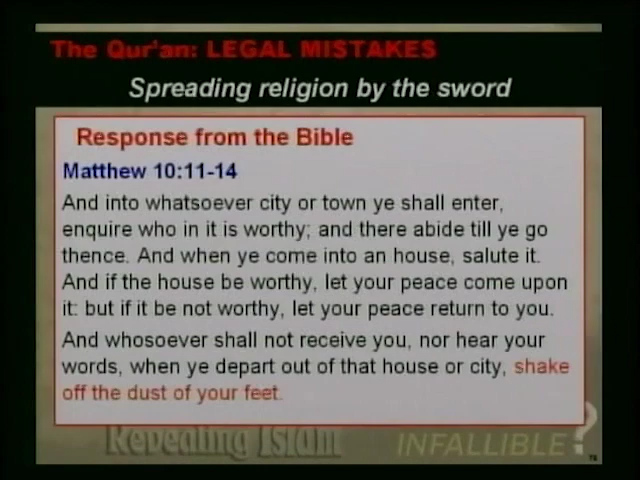 The Qur'an: LEGAL MISTAKES
Spreading religion by the sword
Response from the Bible
Matthew 10:11-14
And into whatsoever city or town ye shall enter,
enquire who in it is worthy; and there abide till ye go
thence. And when ye come into an house, salute it.
And if the house be worthy, let your peace come upon
it: but if it be not worthy, let your peace return to you.
And whosoever shall not receive you, nor hear your
words, when ye depart out of that house or city, shake
off the dust of your feet.
Repealing Islam INFALLIBLE?